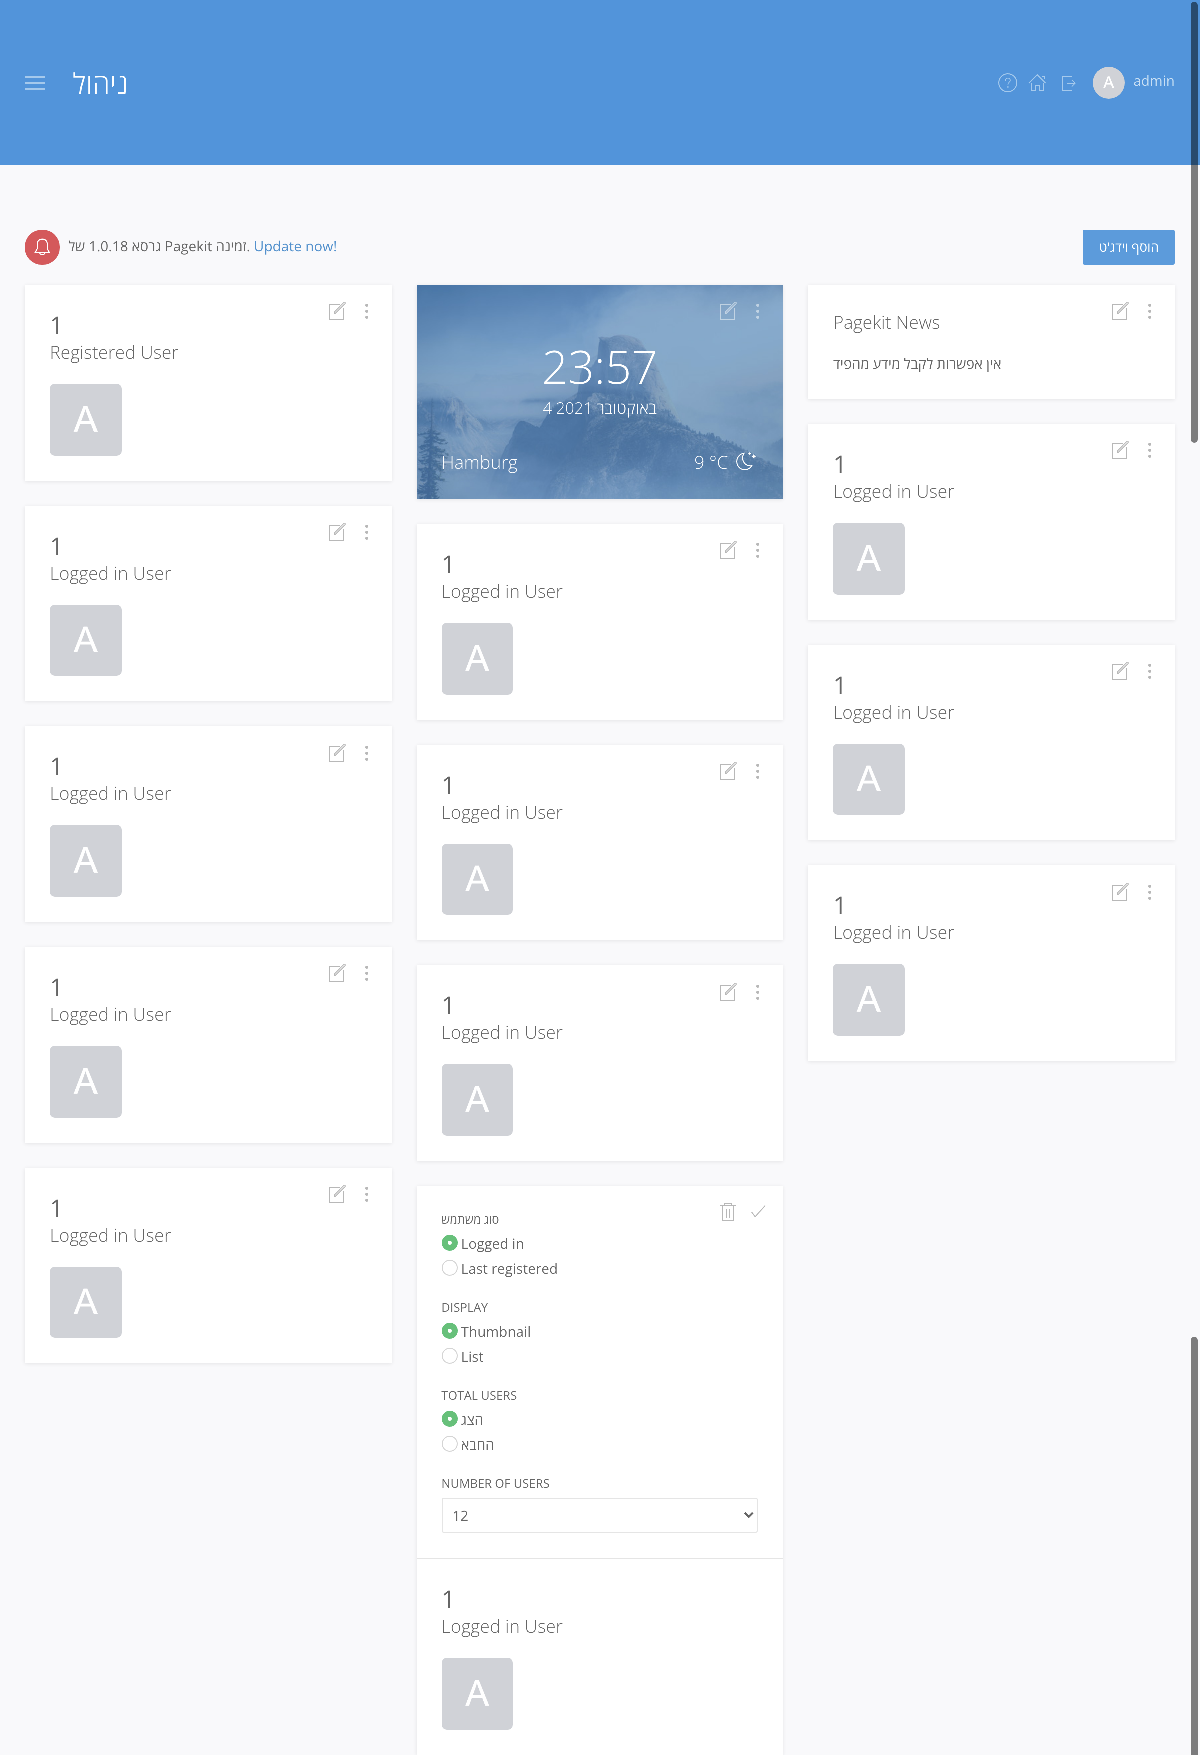 ניהול
admin
A
גרסא 1.0.18 של Pagekit זמינה. Update now!
הוסף וידג'ט
1
Registered User
A
1
Logged in User
A
1
Logged in User
A
1
Logged in User
A
1
Logged in User
A
23:57
4 באוקטובר 2021
Hamburg
9 °C
1
Logged in User
A
1
Logged in User
A
1
Logged in User
A
סוג משתמש
Logged in
Last registered
DISPLAY
Thumbnail
List
TOTAL USERS
הצג
החבא
NUMBER OF USERS
12
1
Logged in User
A
Pagekit News
אין אפשרות לקבל מידע מהפיד
1
Logged in User
A
1
Logged in User
A
1
Logged in User
A